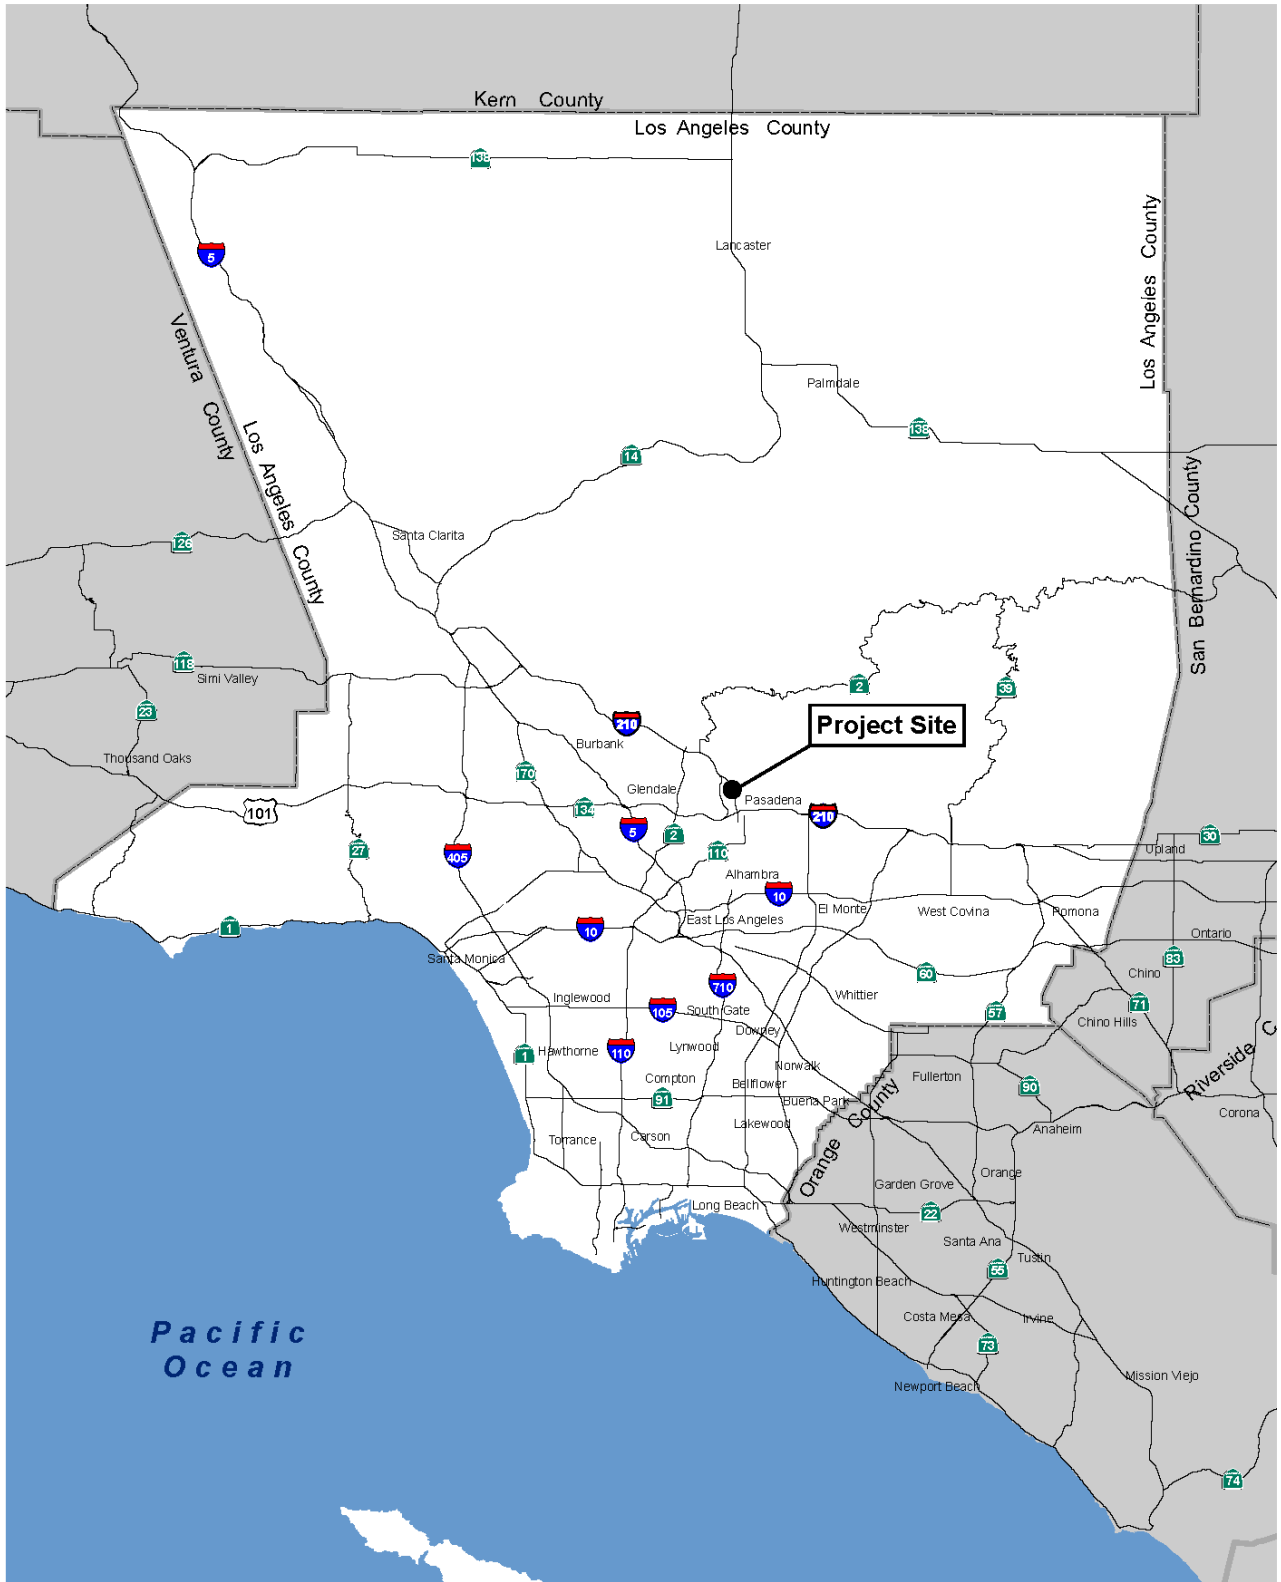 Kern County
Los Angeles County
138
Lancaster
Los Angeles County
5
Ventura County
Palmdale
138
Los Angeles County
14
San Bernardino County
Santa Clarita
126
118
Simi Valley
2
39
23
210
Project Site
Burbank
Thousand Oaks
170
Glendale
Pasadena
101
134
210
5
2
30
27
405
110
Upland
Alhambra
10
El Monte
West Covina
Pomona
East Los Angeles
1
10
Ontario
Santa Monica
83
60
Chino
710
Whittier
Inglewood
71
105
South Gate
57
Chino Hills
Downey
Riverside C
1
Hawthorne
110
Lynwood
Norwalk
Fullerton
Compton
Bellflower
90
91
Buena Park
Orange County
Corona
Lakewood
Anaheim
Torrance
Carson
Orange
Garden Grove
Long Beach
22
Westminster
Santa Ana
Tustin
55
Huntington Beach
Costa Mesa
Irvine
Pacific
Ocean
73
Mission Viejo
Newport Beach
74